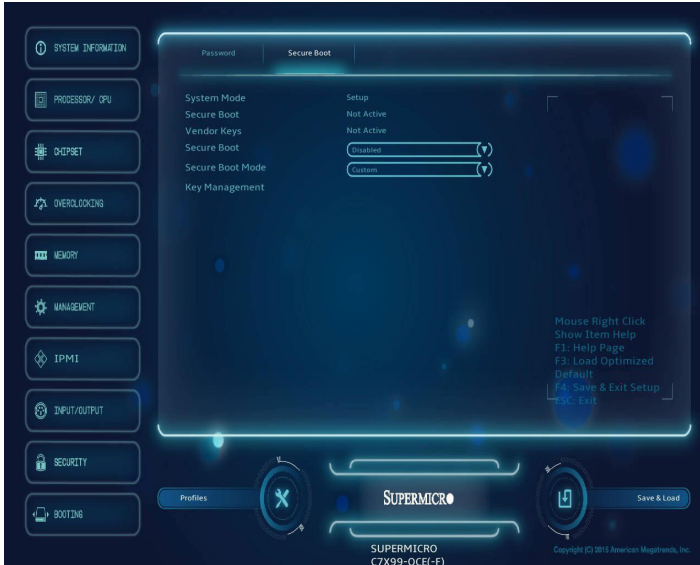 SYSTEM INFORMATION
PROCESSOR/ CPU
CHIPSET
OVERCLOCKING
MEMORY
MANAGEMENT
IPMI
INPUT/OUTPUT
SECURITY
BOOTING
Password
Secure Boot
System Mode Setup
Secure Boot Not Active
Vendor Keys Not Active
Secure Boot Disabled
Secure Boot Mode Custom
Key Management
Mouse Right Click
Show Item Help
F1: Help Page
F3: Load Optimized
Default
F4: Save & Exit Setup
ESC: Exit
Profiles
SUPERMICRO
Save & Load
SUPERMICRO
C7X99-OCE(-F)
Copyright (C) 2015 American Megatrends, Inc.